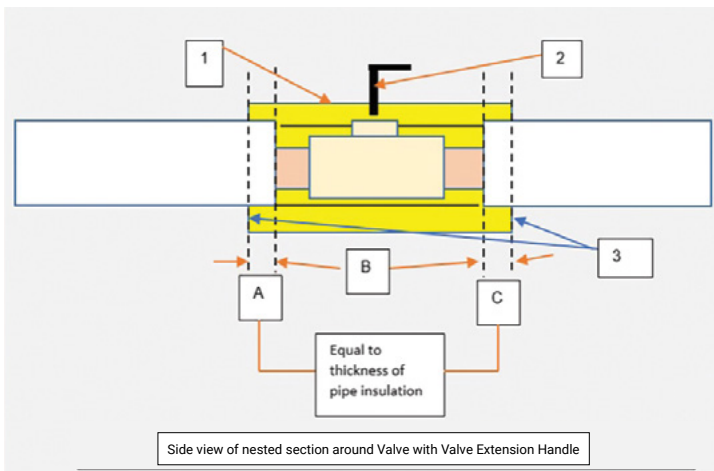 1
2
3
B
A
C
Equal to
thickness of
pipe insulation
Side view of nested section around Valve with Valve Extension Handle